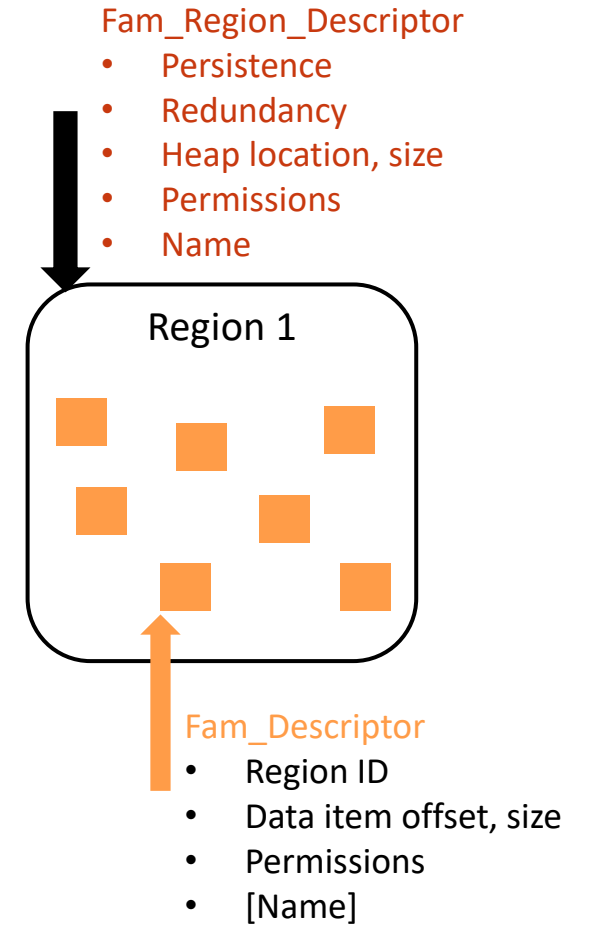 Fam_Region_Descriptor
• Persistence
• Redundancy
• Heap location, size
• Permissions
• Name
Region 1
Fam_Descriptor
• Region ID
• Data item offset, size
• Permissions
• [Name]